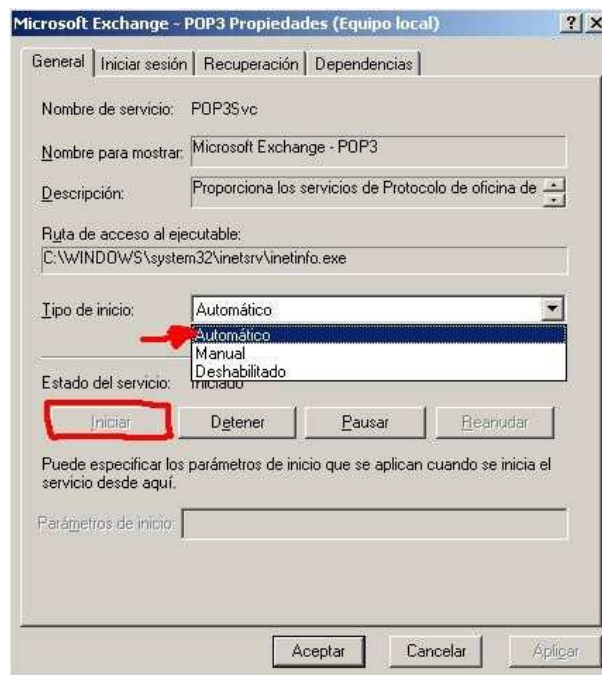 Microsoft Exchange - POP3 Propiedades (Equipo local)
General Iniciar sesión Recuperación Dependencias
Nombre de servicio: POP3Svc
Nombre para mostrar: Microsoft Exchange - POP3
Descripción: Proporciona los servicios de Protocolo de oficina de
Ruta de acceso al ejecutable:
C:\WINDOWS\system32\inetsrv\inetinfo.exe
Tipo de inicio: Automático
Automático
Manual
Deshabilitado
Estado del servicio: Iniciado
Iniciar Detener Pausar Reanudar
Puede especificar los parámetros de inicio que se aplican cuando se inicia el
servicio desde aquí.
Parámetros de inicio:
Aceptar Cancelar Aplicar